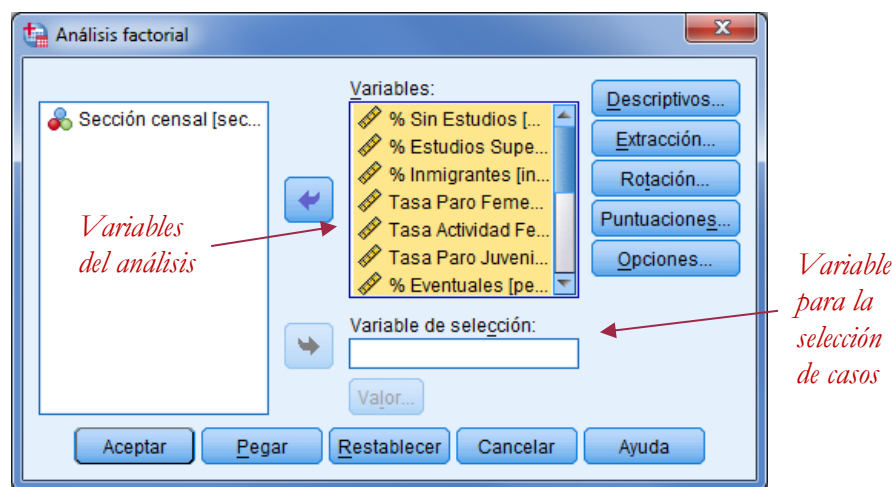 Análisis factorial
Variables:
Sección censal [sec...
% Sin Estudios [...
% Estudios Supe...
% Inmigrantes [in...
Tasa Paro Feme...
Tasa Actividad Fe...
Tasa Paro Juveni...
% Eventuales [pe...
Descriptivos...
Extracción...
Rotación...
Puntuaciones...
Opciones...
Variables
del análisis
Variable de selección:
Valor...
Variable
para la
selección
de casos
Aceptar
Pegar
Restablecer
Cancelar
Ayuda